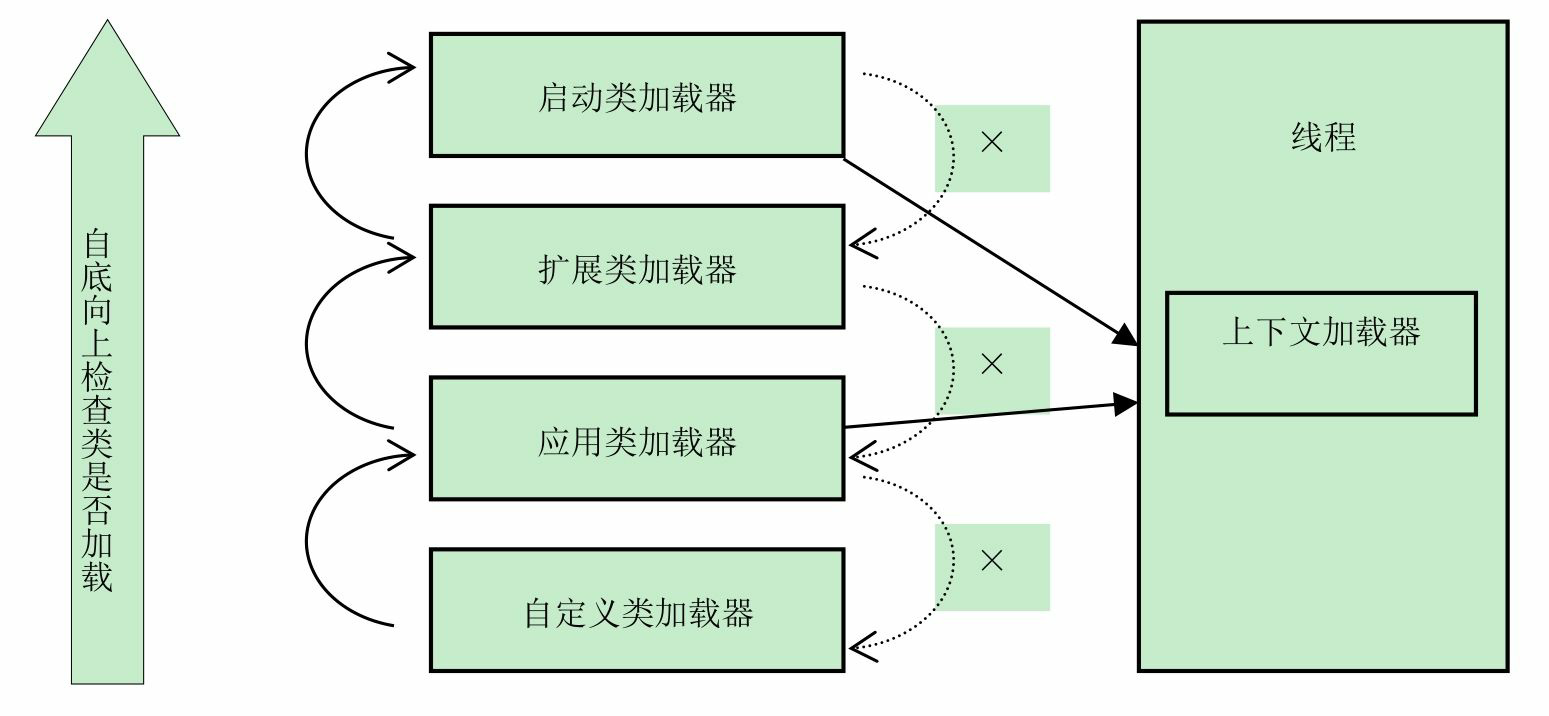 自底向上检查类是否加载
启动类加载器
×
扩展类加载器
×
应用类加载器
×
自定义类加载器
线程
上下文加载器